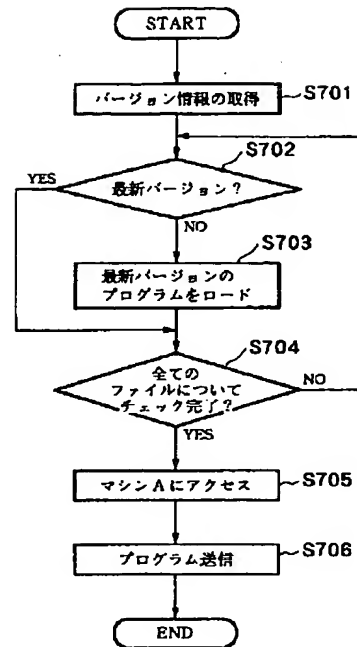 START
バージョン情報の取得
S701
S702
最新バージョン?
YES
NO
S703
最新バージョンの
プログラムをロード
S704
全ての
ファイルについて
チェック完了?
NO
YES
マシンAにアクセス
S705
プログラム送信
S706
END